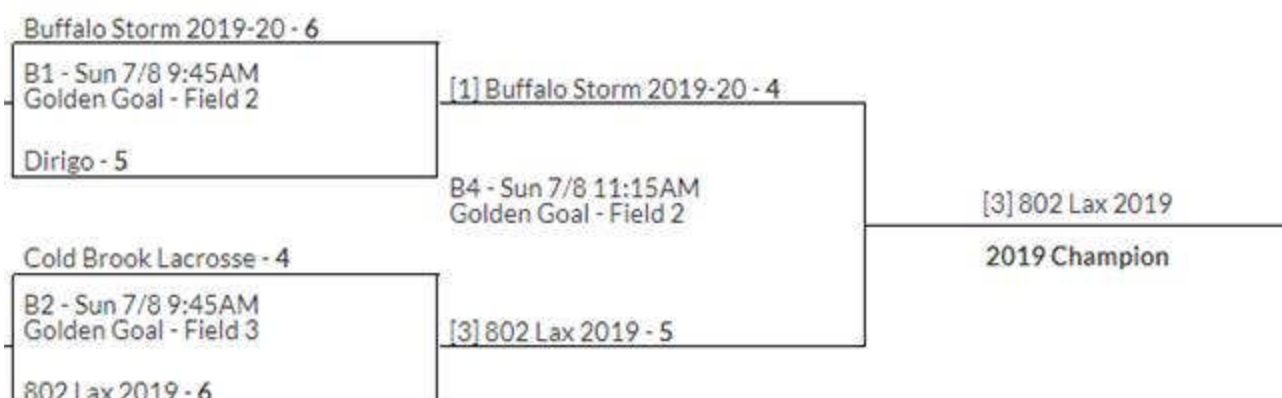 Buffalo Storm 2019-20 - 6
B1 - Sun 7/8 9:45AM
Golden Goal - Field 2
Dirigo - 5
[1] Buffalo Storm 2019-20 - 4
B4 - Sun 7/8 11:15AM
Golden Goal - Field 2
Cold Brook Lacrosse - 4
B2 - Sun 7/8 9:45AM
Golden Goal - Field 3
802 Lax 2019 - 6
[3] 802 Lax 2019 - 5
[3] 802 Lax 2019
2019 Champion